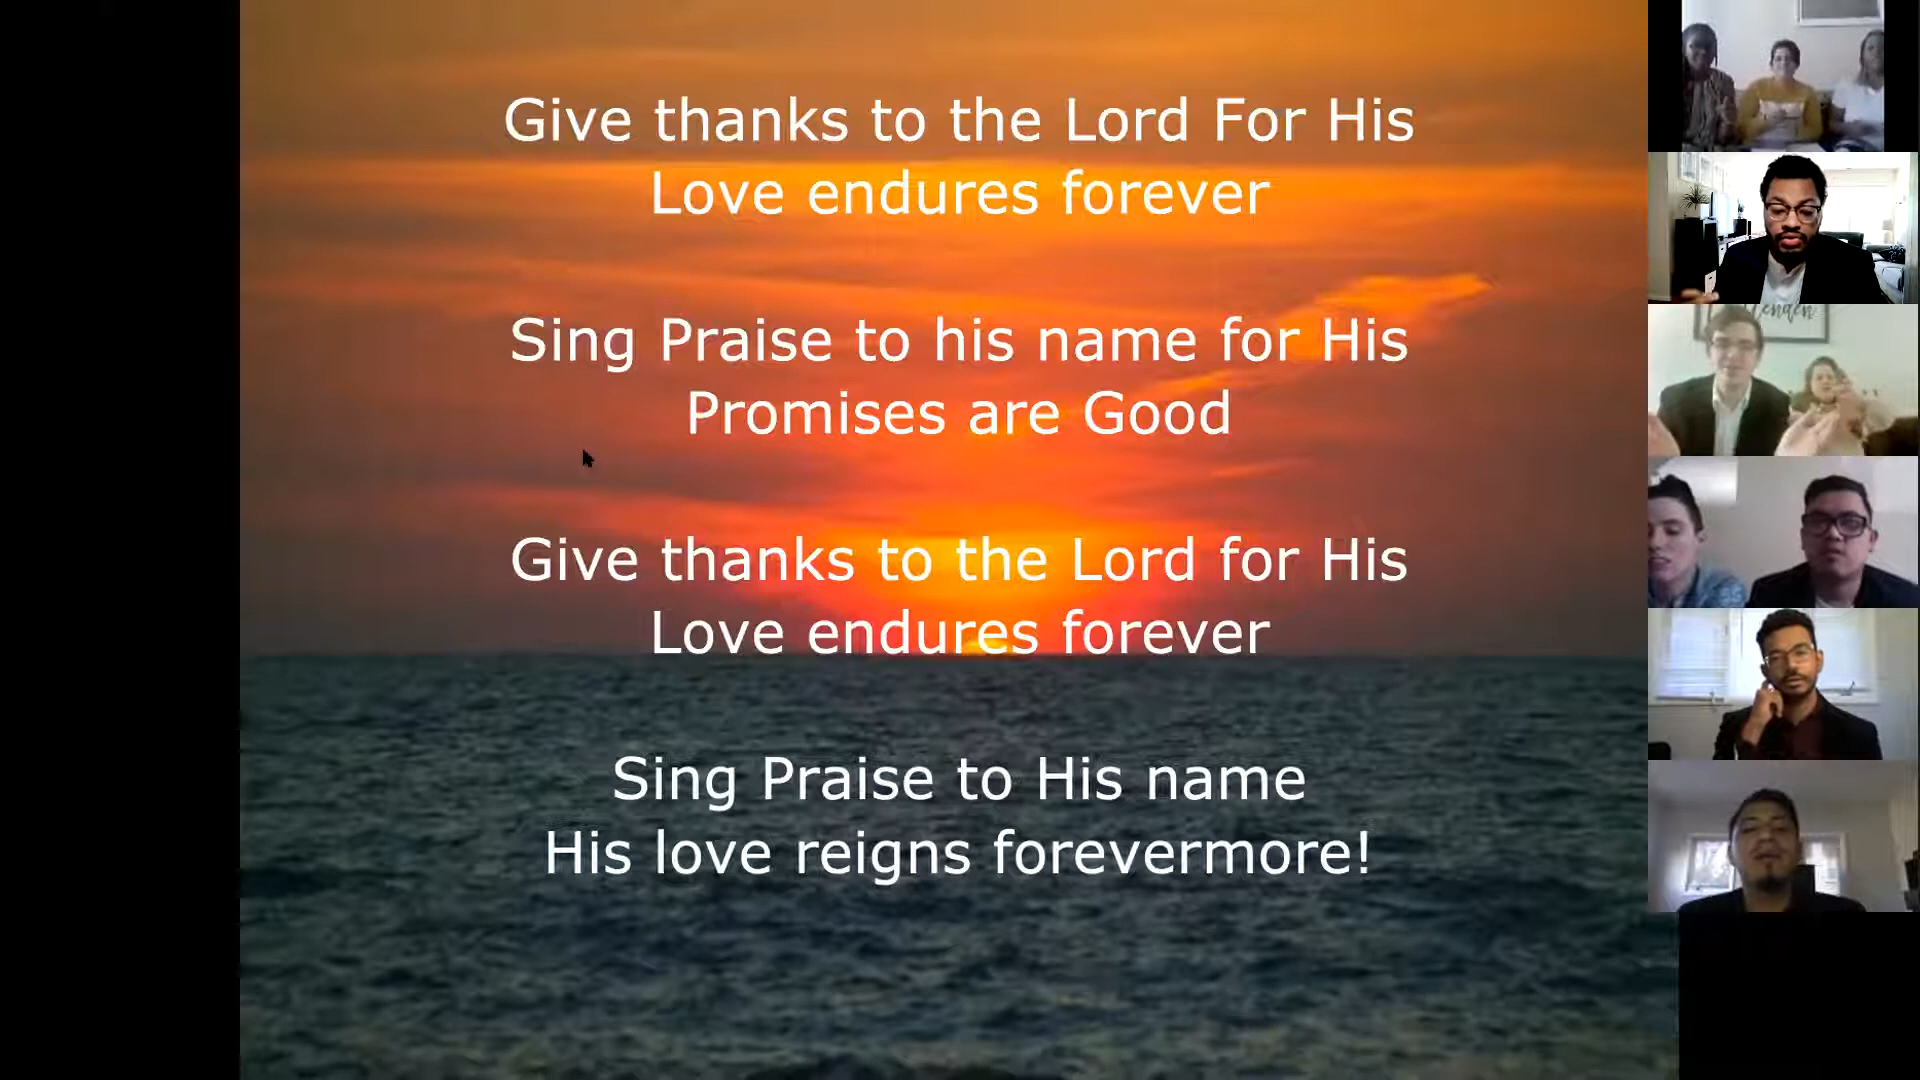 Give thanks to the Lord For His
Love endures forever
Sing Praise to his name for His
Promises are Good
Give thanks to the Lord for His
Love endures forever
Sing Praise to His name
His love reigns forevermore!